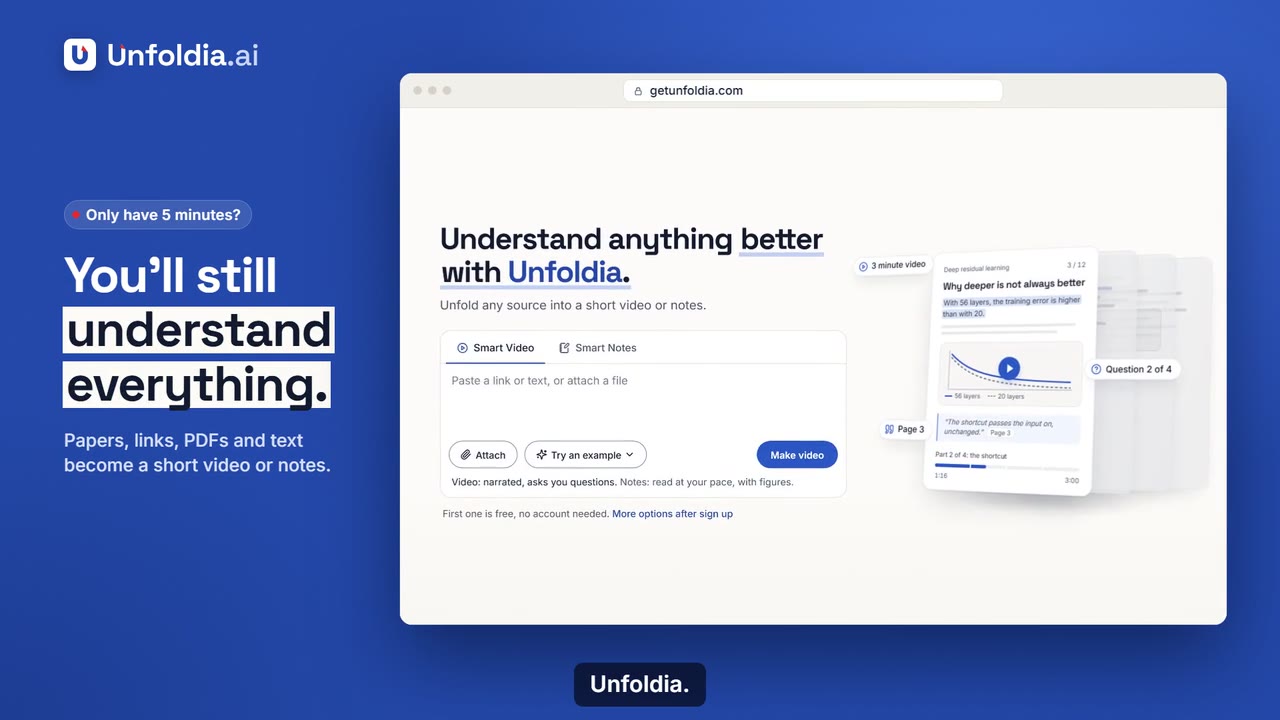 Unfoldia.ai
Only have 5 minutes?
You'll still
understand
everything.
Papers, links, PDFs and text
become a short video or notes.
getunfoldia.com
Understand anything better
with Unfoldia.
Unfold any source into a short video or notes.
Smart Video
Smart Notes
Paste a link or text, or attach a file
Attach
Try an example
Make video
Video: narrated, asks you questions. Notes: read at your pace, with figures.
First one is free, no account needed. More options after sign up
3 minute video
Deep residual learning
3 / 12
Why deeper is not always better
With 56 layers, the training error is higher
than with 20.
56 layers
20 layers
Question 2 of 4
Page 3
"The shortcut passes the input on,
unchanged." Page 3
Part 2 of 4: the shortcut
1:16
3:00
Unfoldia.